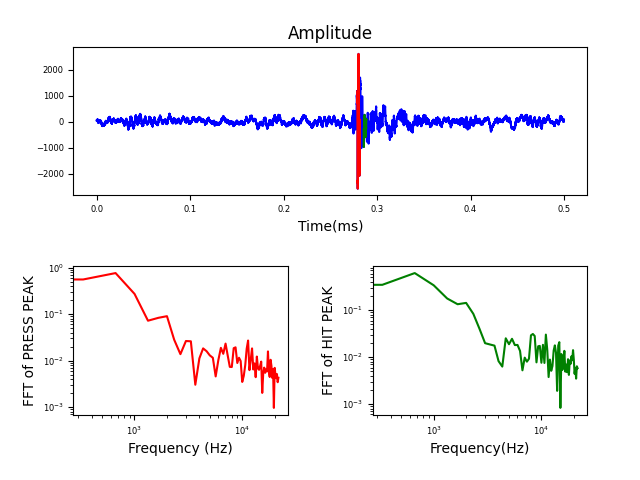 Amplitude
2000
1000
0
−1000
−2000
0.0 0.1 0.2 0.3 0.4 0.5
Time(ms)
FFT of PRESS PEAK
10⁰
10⁻¹
10⁻²
10⁻³
10³ 10⁴
Frequency (Hz)
FFT of HIT PEAK
10⁻¹
10⁻²
10⁻³
10³ 10⁴
Frequency(Hz)